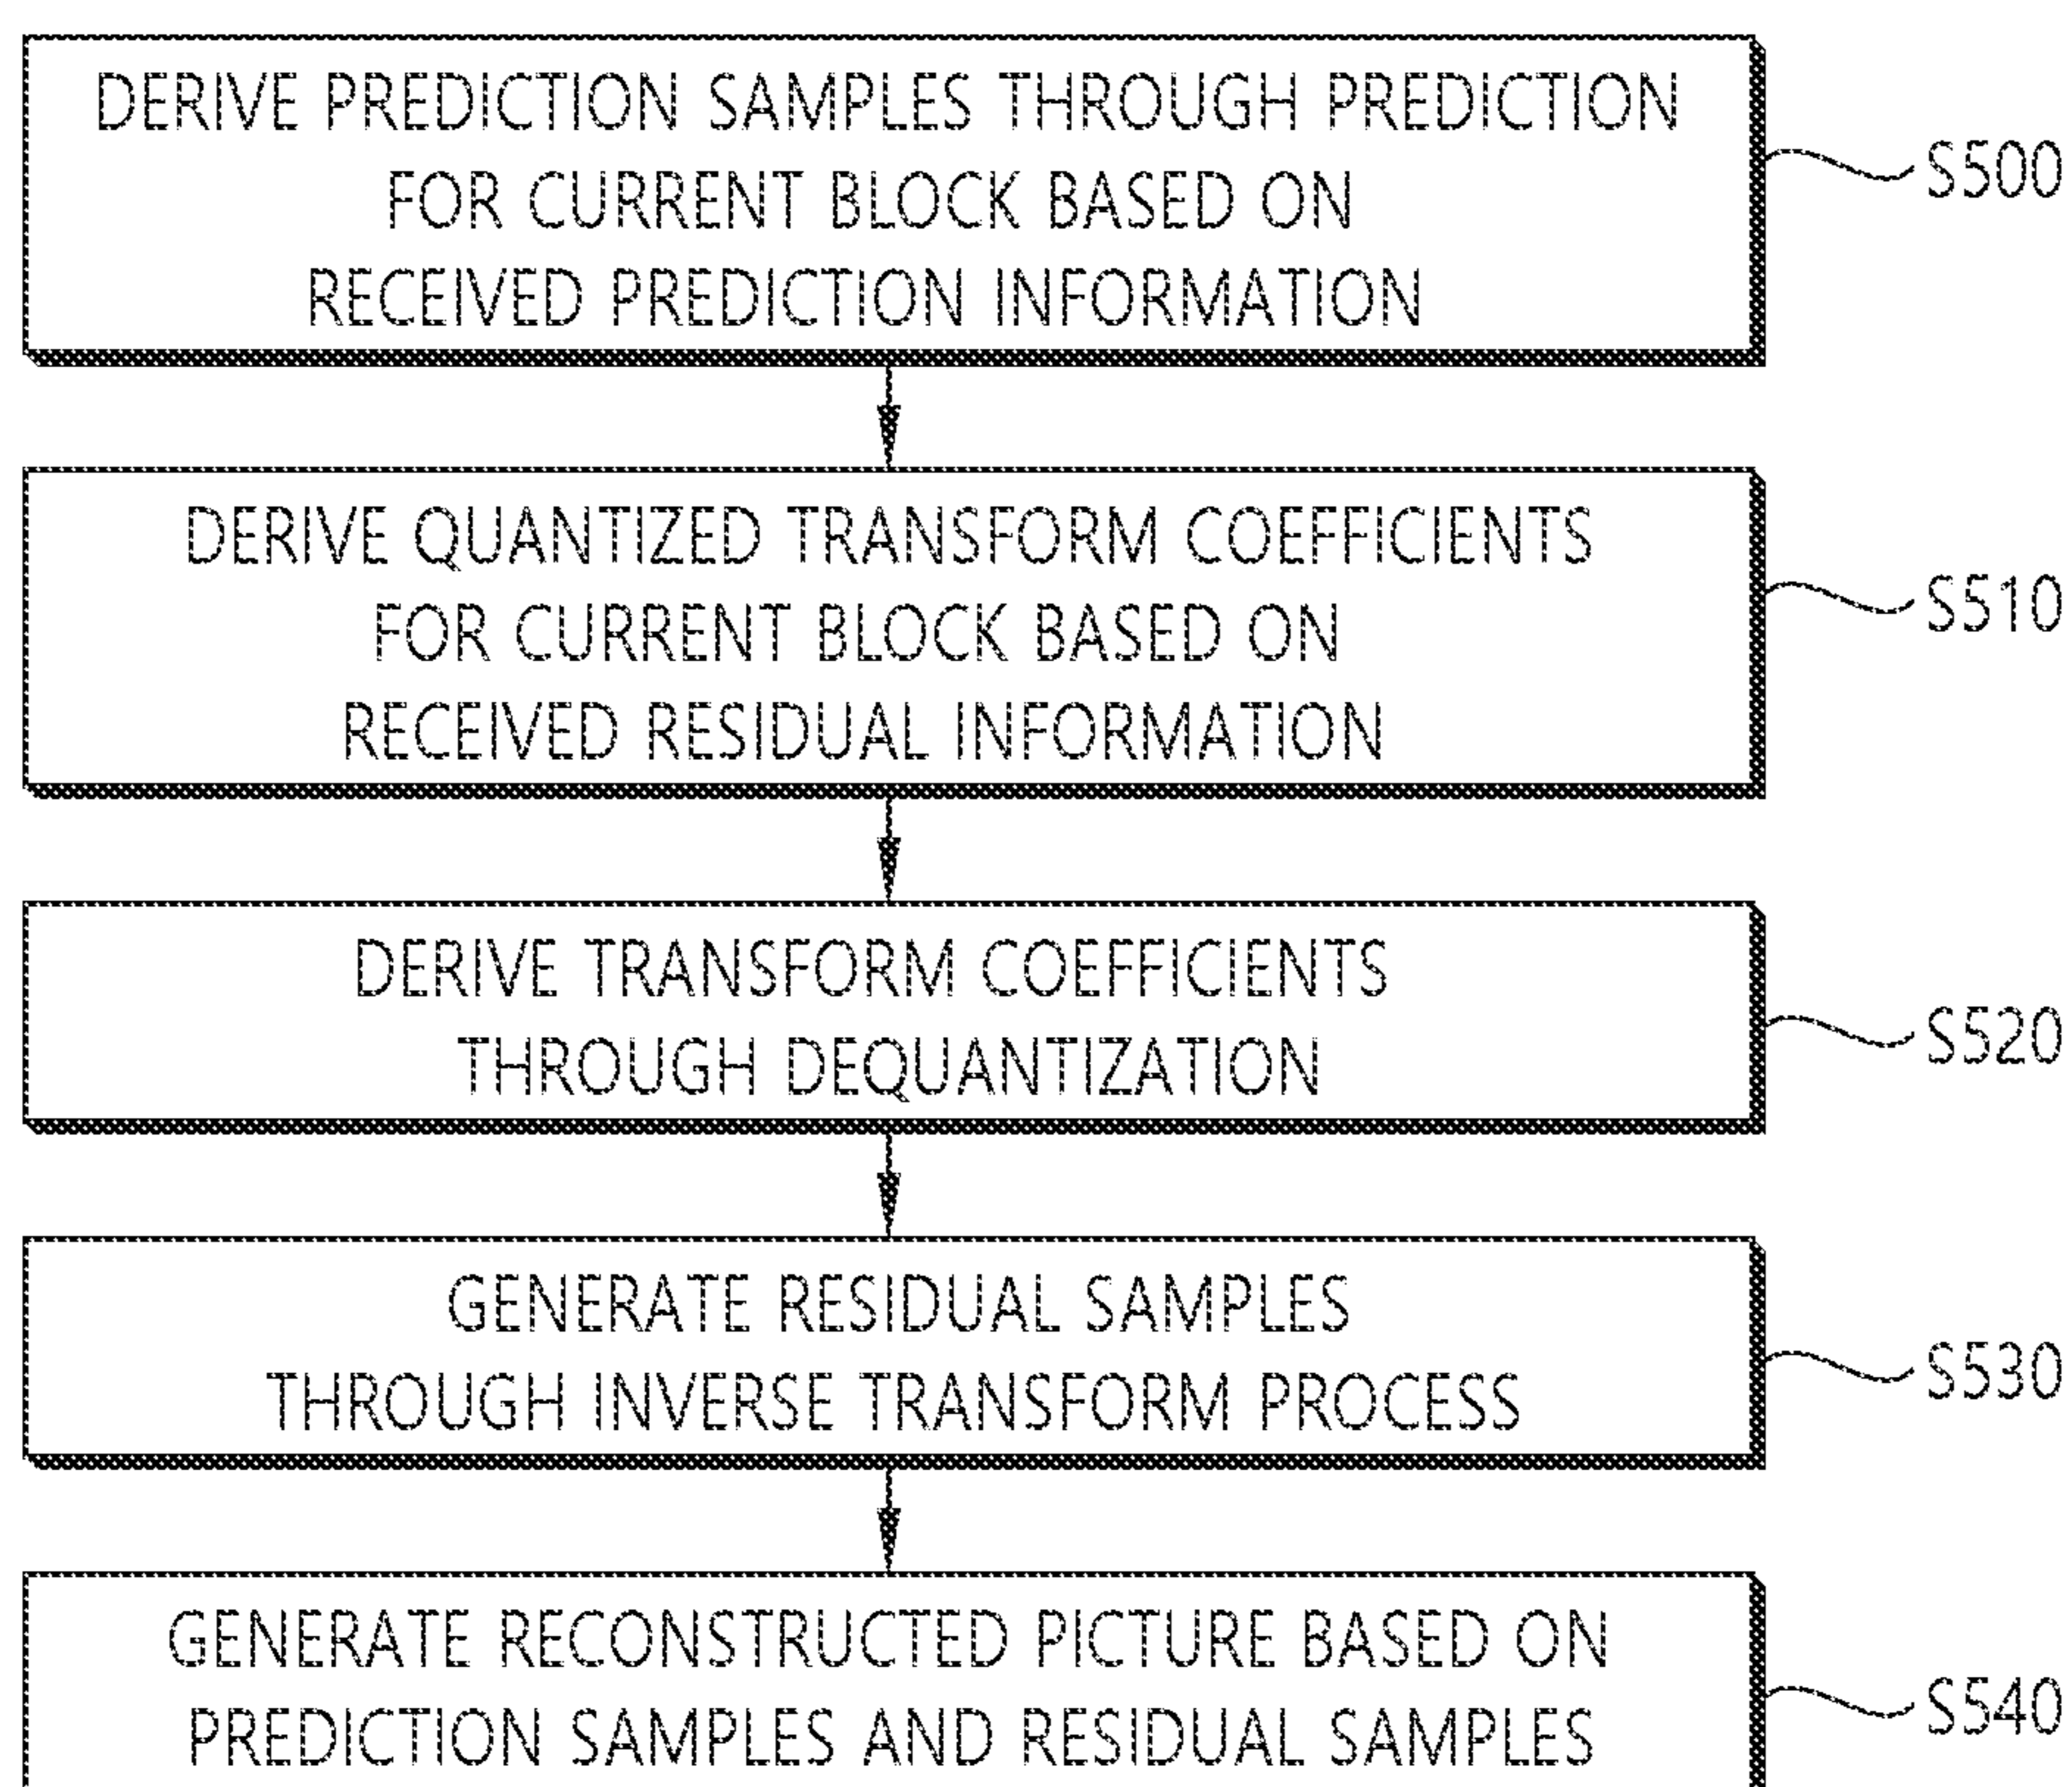 DERIVE PREDICTION SAMPLES THROUGH PREDICTION
FOR CURRENT BLOCK BASED ON
RECEIVED PREDICTION INFORMATION
S500
DERIVE QUANTIZED TRANSFORM COEFFICIENTS
FOR CURRENT BLOCK BASED ON
RECEIVED RESIDUAL INFORMATION
S510
DERIVE TRANSFORM COEFFICIENTS
THROUGH DEQUANTIZATION
S520
GENERATE RESIDUAL SAMPLES
THROUGH INVERSE TRANSFORM PROCESS
S530
GENERATE RECONSTRUCTED PICTURE BASED ON
PREDICTION SAMPLES AND RESIDUAL SAMPLES
S540